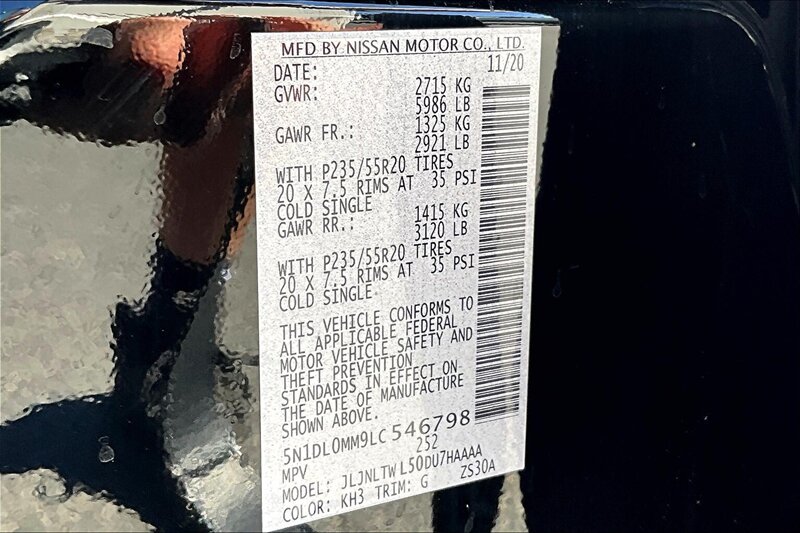 MFD BY NISSAN MOTOR CO., LTD.
DATE: 11/20
GVWR: 2715 KG
5986 LB
GAWR FR.: 1325 KG
2921 LB
WITH P235/55R20 TIRES
20 X 7.5 RIMS AT 35 PSI
COLD SINGLE
GAWR RR.: 1415 KG
3120 LB
WITH P235/55R20 TIRES
20 X 7.5 RIMS AT 35 PSI
COLD SINGLE
THIS VEHICLE CONFORMS TO
ALL APPLICABLE FEDERAL
MOTOR VEHICLE SAFETY AND
THEFT PREVENTION
STANDARDS IN EFFECT ON
THE DATE OF MANUFACTURE
SHOWN ABOVE.
5N1DL0MM9LC546798
MPV 252
MODEL: JLJNLTWL50DU7HAAAA
COLOR: KH3 TRIM: G ZS30A